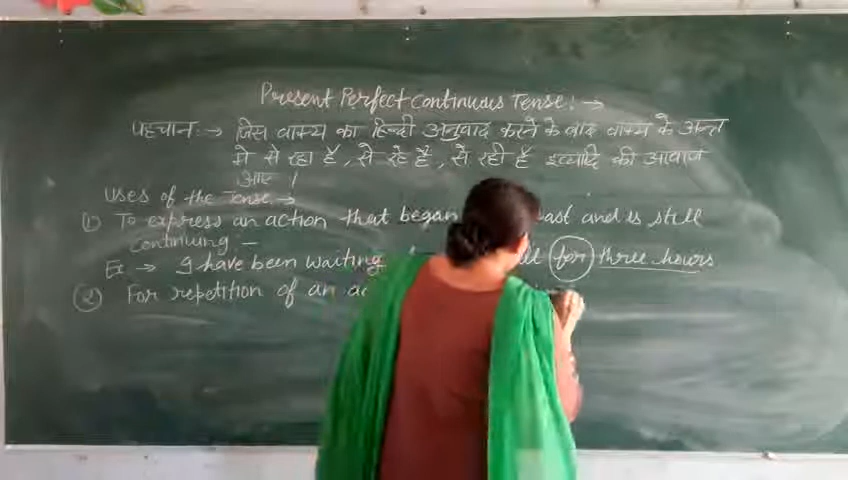 Present Perfect Continuous Tense! →
पहचान → जिस वाक्य का हिन्दी अनुवाद करने के बाद वाक्य के अन्त
मे से रहा हैं, से रहे हैं, से रही हैं इत्यादि की आवाज
आए ।
Uses of the Tense →
(1) To express an action that began and is still
continuing. —
Ex → I have been waiting for three hours
(2) For repetition of an